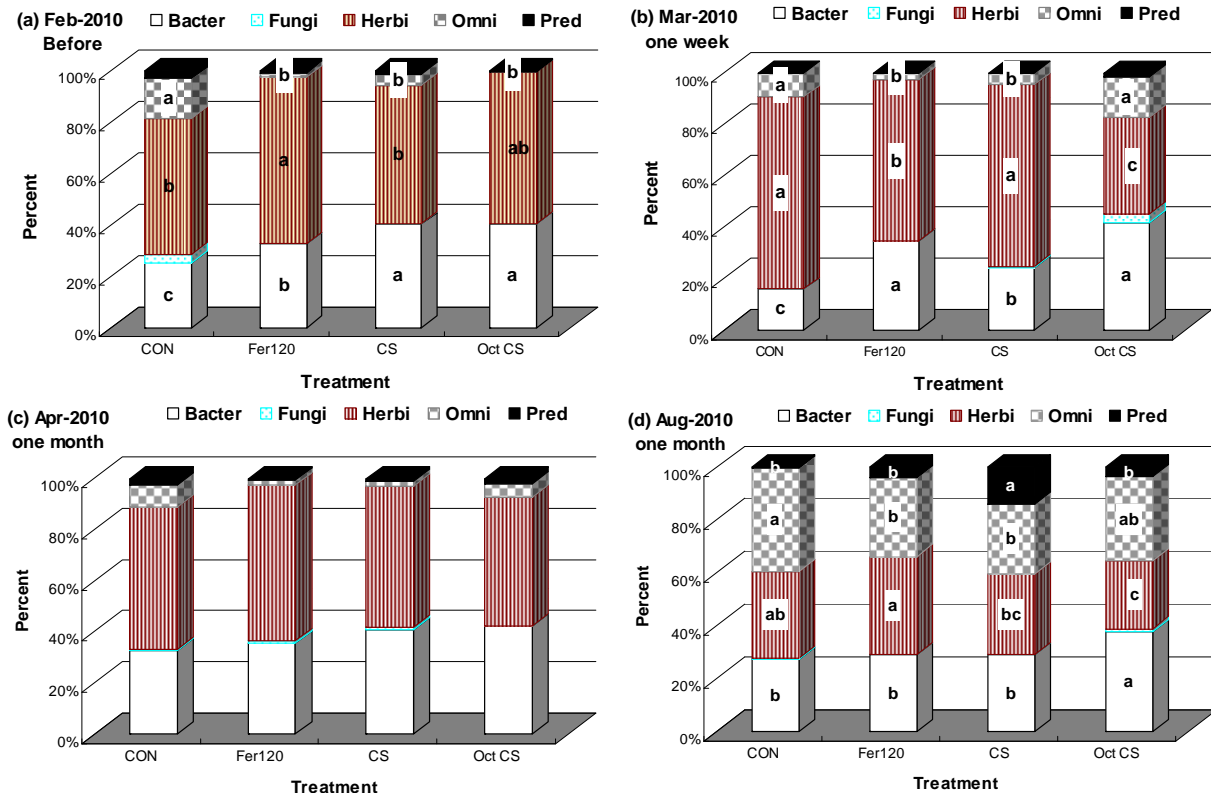 (a) Feb-2010
Before
Bacter Fungi Herbi Omni Pred
Percent
100%
80%
60%
40%
20%
0%
a
b
c
b
a
b
b
b
a
b
ab
a
CON Fer120 CS Oct CS
Treatment
(b) Mar-2010
one week
Bacter Fungi Herbi Omni Pred
Percent
100%
80%
60%
40%
20%
0%
a
a
c
b
b
a
b
a
b
a
c
a
CON Fer120 CS Oct CS
Treatment
(c) Apr-2010
one month
Bacter Fungi Herbi Omni Pred
Percent
100%
80%
60%
40%
20%
0%
CON Fer120 CS Oct CS
Treatment
(d) Aug-2010
one month
Bacter Fungi Herbi Omni Pred
Percent
100%
80%
60%
40%
20%
0%
b
a
ab
b
b
b
a
b
a
b
bc
b
b
ab
c
a
CON Fer120 CS Oct CS
Treatment